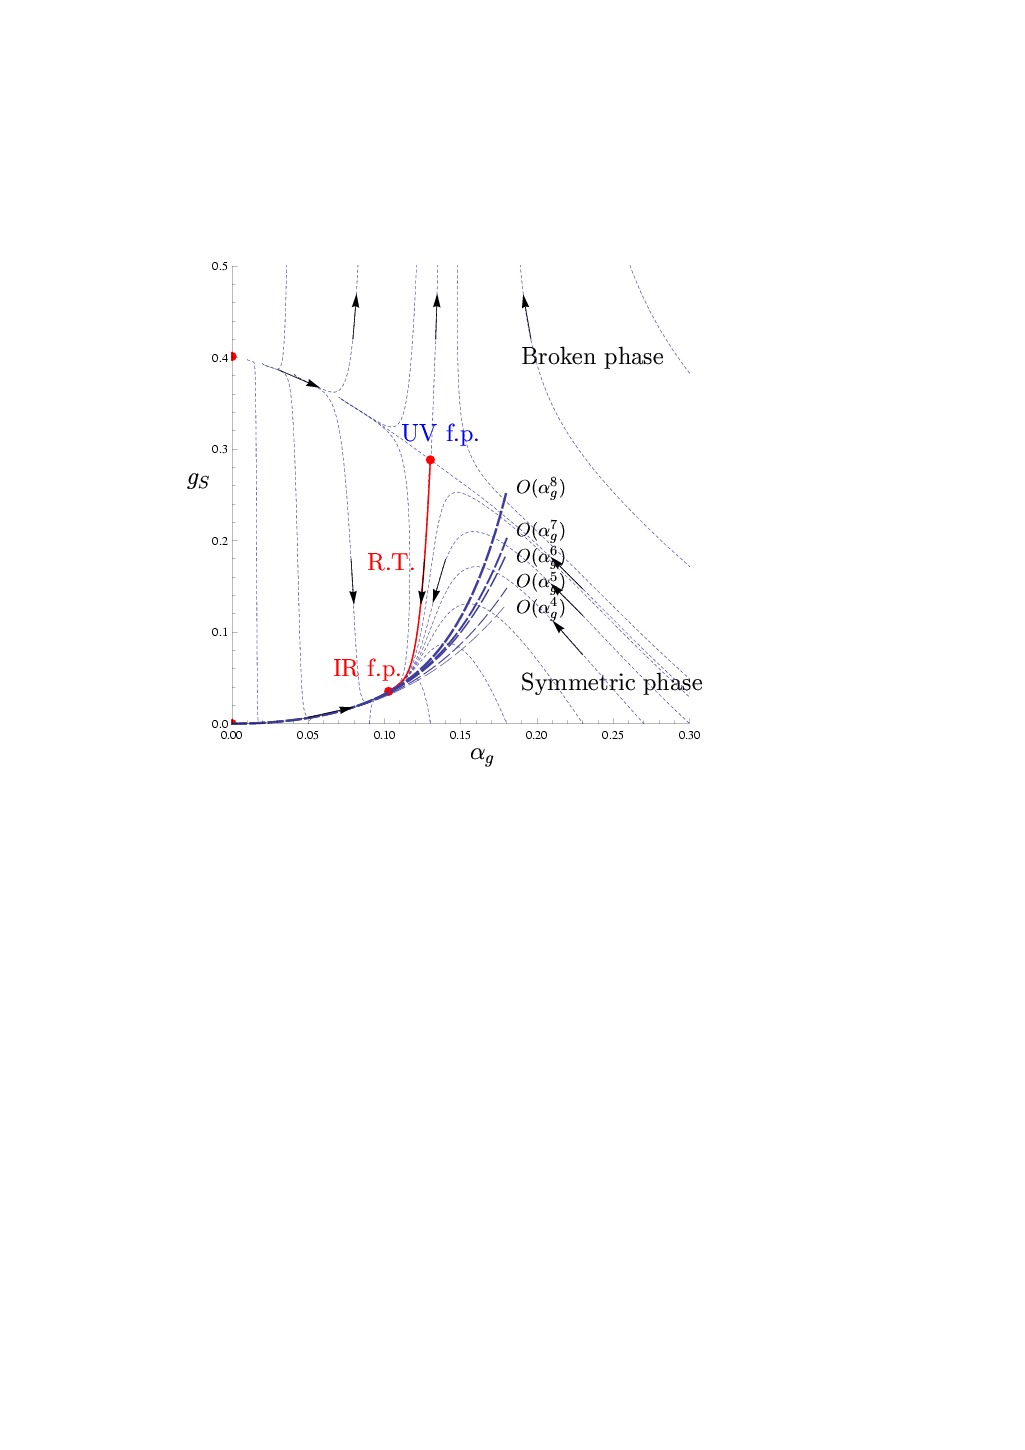 0.5
0.4
Broken phase
UV f.p.
0.3
g_S
O(α_g^8)
O(α_g^7)
0.2
O(α_g^6)
R.T.
O(α_g^5)
O(α_g^4)
0.1
IR f.p.
Symmetric phase
0.0
0.00 0.05 0.10 0.15 0.20 0.25 0.30
α_g